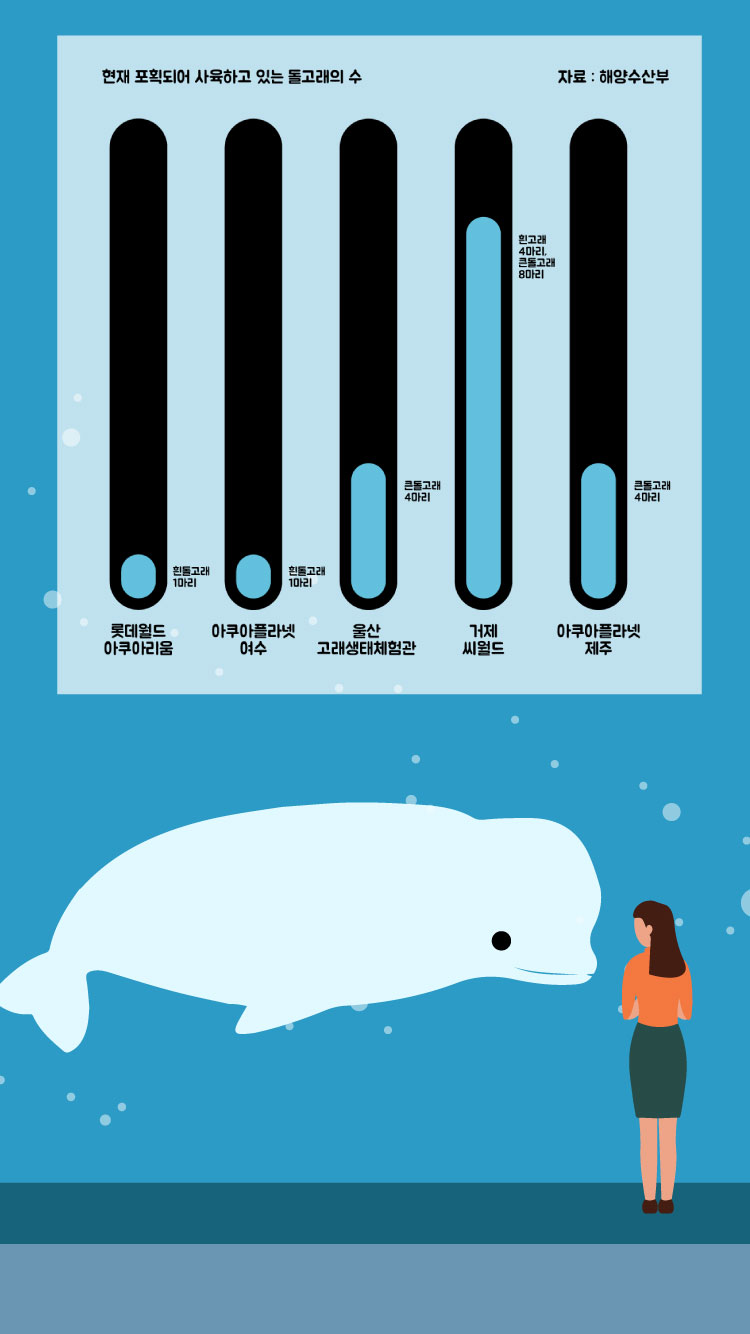 현재 포획되어 사육하고 있는 돌고래의 수
자료 : 해양수산부
흰고래
4마리,
큰돌고래
8마리
큰돌고래
4마리
큰돌고래
4마리
흰돌고래
1마리
흰돌고래
1마리
롯데월드
아쿠아리움
아쿠아플라넷
여수
울산
고래생태체험관
거제
씨월드
아쿠아플라넷
제주